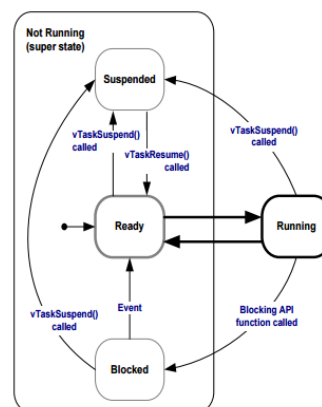 Not Running
(super state)
Suspended
vTaskSuspend()
called
vTaskSuspend()
called
vTaskResume()
called
Ready
Running
Event
vTaskSuspend()
called
Blocking API
function called
Blocked